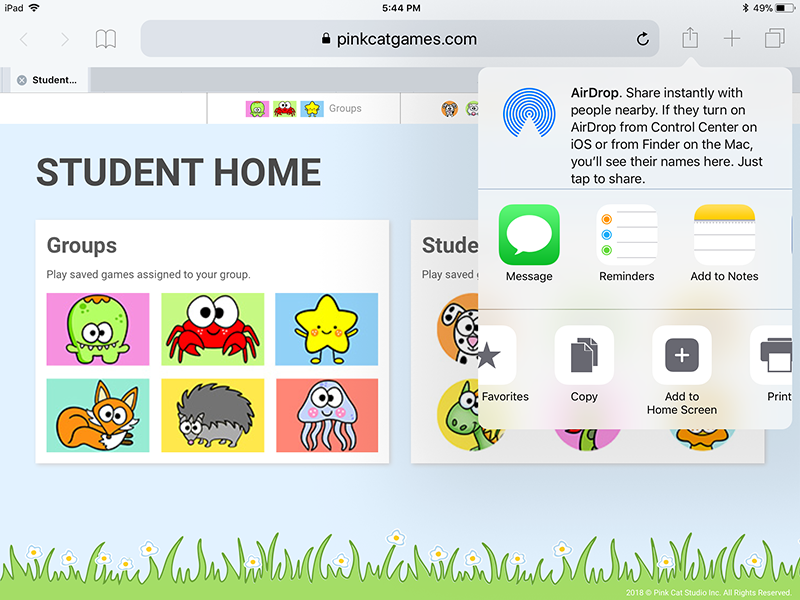 iPad
5:44 PM
49%
pinkcatgames.com
Student...
Groups
STUDENT HOME
Groups
Play saved games assigned to your group.
Stude
Play saved g
AirDrop. Share instantly with
people nearby. If they turn on
AirDrop from Control Center on
iOS or from Finder on the Mac,
you'll see their names here. Just
tap to share.
Message
Reminders
Add to Notes
Favorites
Copy
Add to
Home Screen
Print
2018 © Pink Cat Studio Inc. All Rights Reserved.